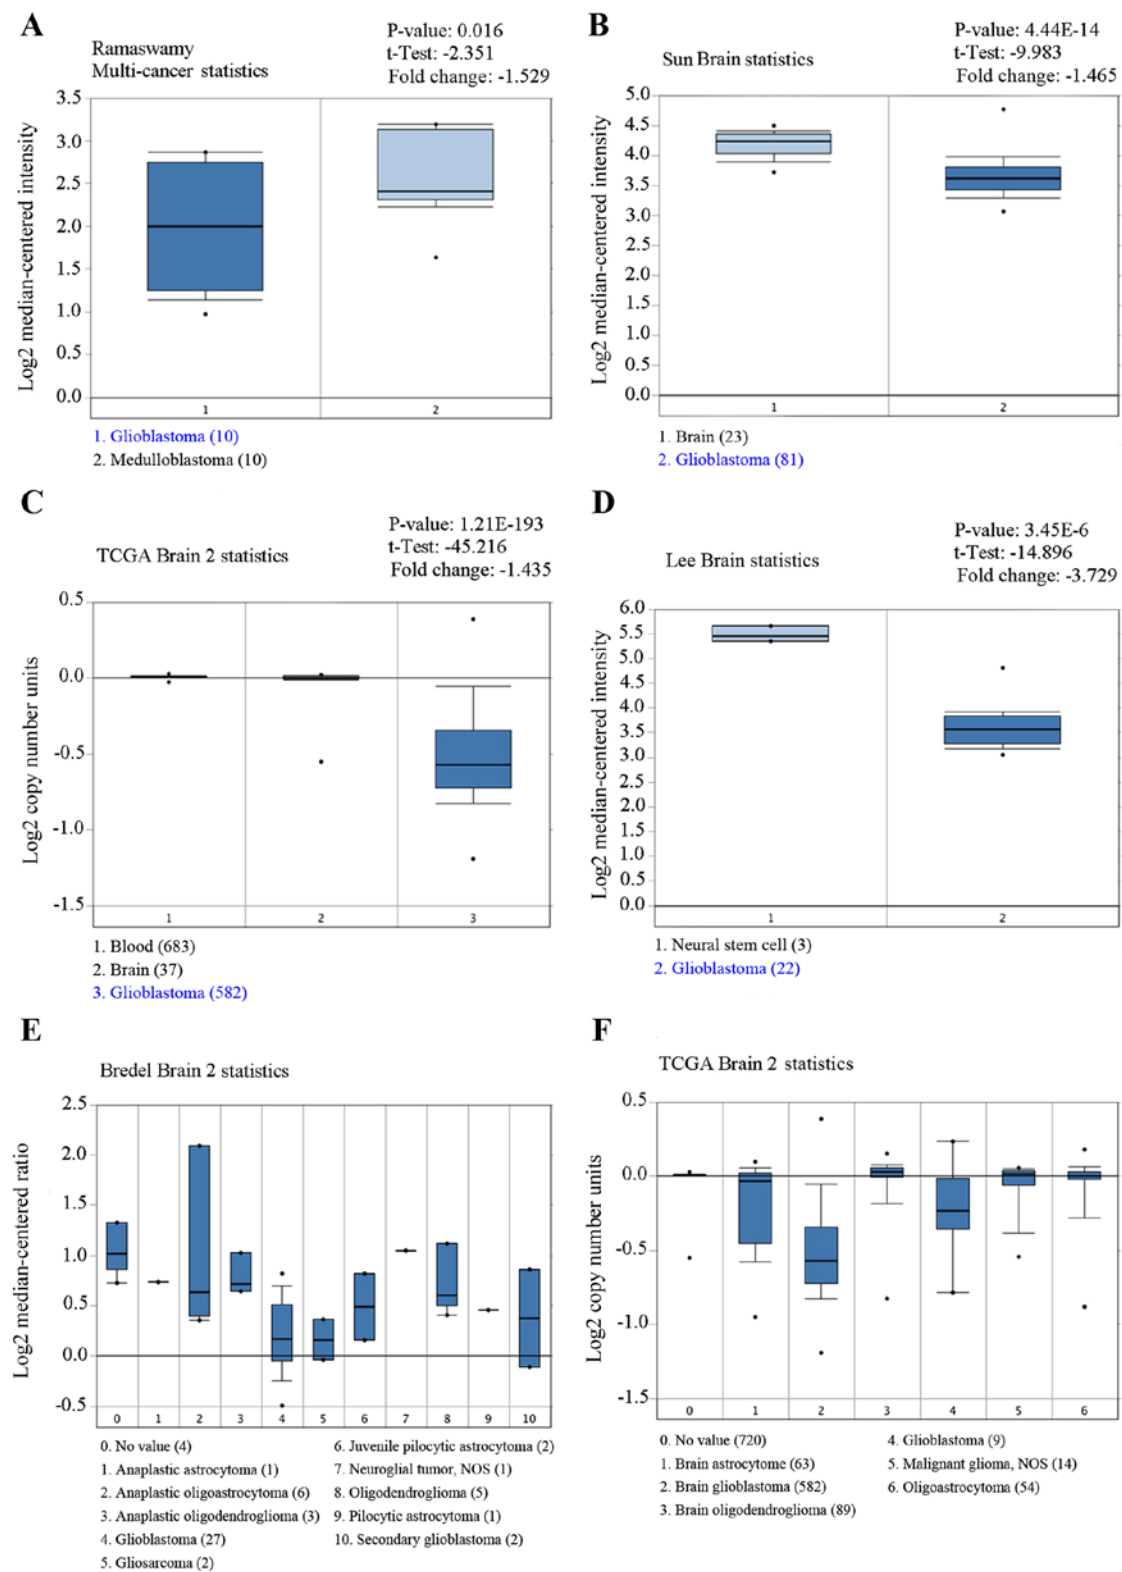 A
Ramaswamy
Multi-cancer statistics
P-value: 0.016
t-Test: -2.351
Fold change: -1.529
Log2 median-centered intensity
3.5
3.0
2.5
2.0
1.5
1.0
0.5
0.0
1 2
1. Glioblastoma (10)
2. Medulloblastoma (10)
B
Sun Brain statistics
P-value: 4.44E-14
t-Test: -9.983
Fold change: -1.465
Log2 median-centered intensity
5.0
4.5
4.0
3.5
3.0
2.5
2.0
1.5
1.0
0.5
0.0
1 2
1. Brain (23)
2. Glioblastoma (81)
C
TCGA Brain 2 statistics
P-value: 1.21E-193
t-Test: -45.216
Fold change: -1.435
Log2 copy number units
0.5
0.0
-0.5
-1.0
-1.5
1 2 3
1. Blood (683)
2. Brain (37)
3. Glioblastoma (582)
D
Lee Brain statistics
P-value: 3.45E-6
t-Test: -14.896
Fold change: -3.729
Log2 median-centered intensity
6.0
5.5
5.0
4.5
4.0
3.5
3.0
2.5
2.0
1.5
1.0
0.5
0.0
1 2
1. Neural stem cell (3)
2. Glioblastoma (22)
E
Bredel Brain 2 statistics
Log2 median-centered ratio
2.5
2.0
1.5
1.0
0.5
0.0
-0.5
0 1 2 3 4 5 6 7 8 9 10
0. No value (4)
1. Anaplastic astrocytoma (1)
2. Anaplastic oligoastrocytoma (6)
3. Anaplastic oligodendroglioma (3)
4. Glioblastoma (27)
5. Gliosarcoma (2)
6. Juvenile pilocytic astrocytoma (2)
7. Neuroglial tumor, NOS (1)
8. Oligodendroglioma (5)
9. Pilocytic astrocytoma (1)
10. Secondary glioblastoma (2)
F
TCGA Brain 2 statistics
Log2 copy number units
0.5
0.0
-0.5
-1.0
-1.5
0 1 2 3 4 5 6
0. No value (720)
1. Brain astrocytome (63)
2. Brain glioblastoma (582)
3. Brain oligodendroglioma (89)
4. Glioblastoma (9)
5. Malignant glioma, NOS (14)
6. Oligoastrocytoma (54)